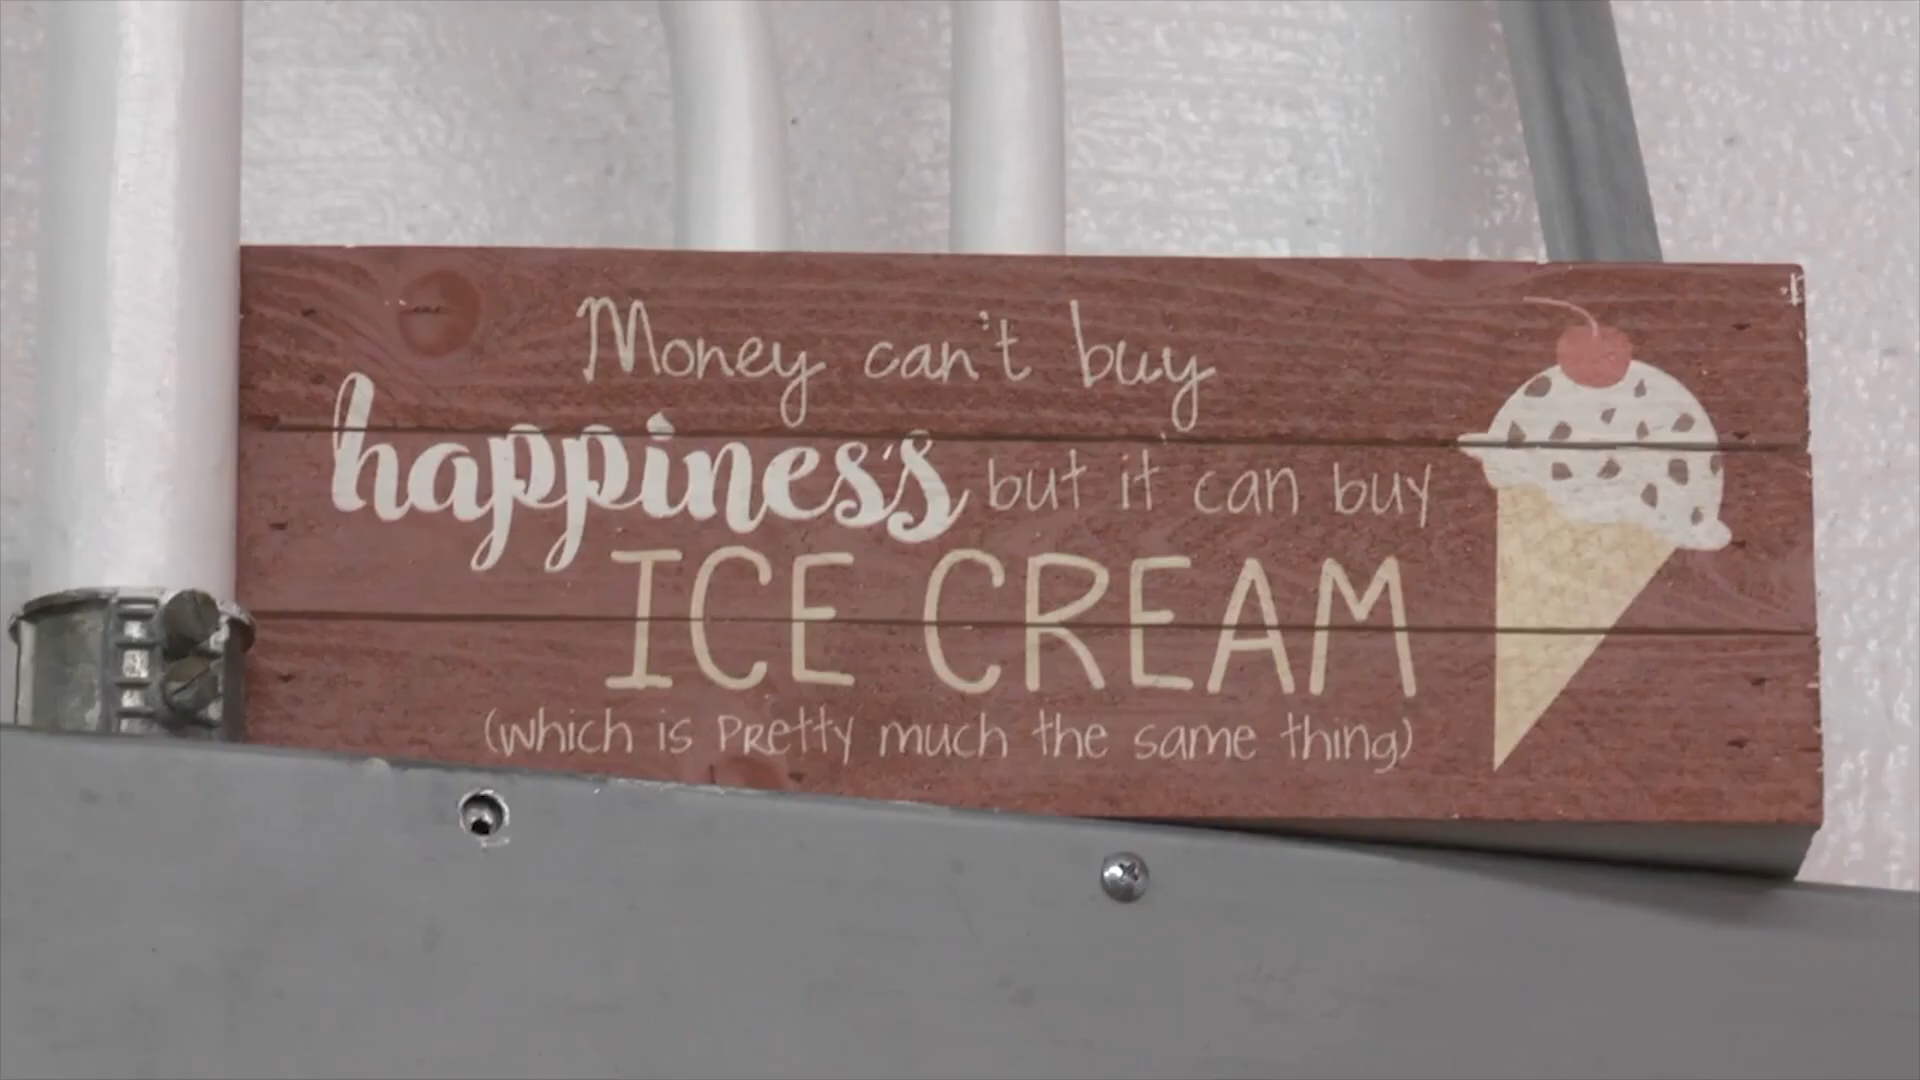 Money can't buy
happiness but it can buy
ICE CREAM
(which is pretty much the same thing)